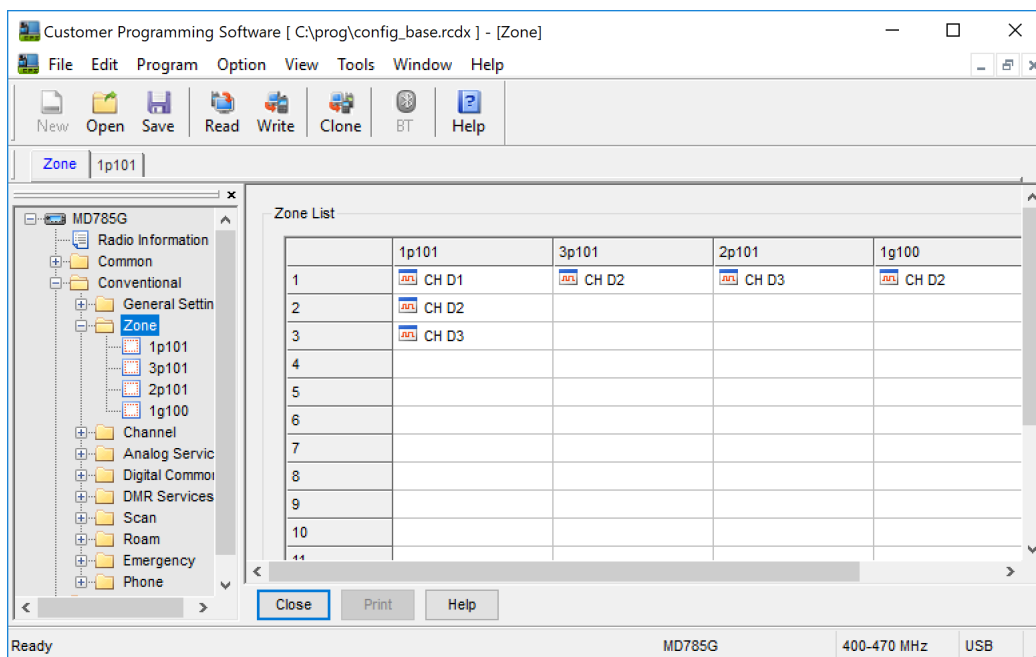 Customer Programming Software [ C:\prog\config_base.rcdx ] - [Zone]
File Edit Program Option View Tools Window Help
New Open Save Read Write Clone BT Help
Zone 1p101
MD785G
Radio Information
Common
Conventional
General Settin
Zone
1p101
3p101
2p101
1g100
Channel
Analog Servic
Digital Common
DMR Services
Scan
Roam
Emergency
Phone
Zone List
1p101 3p101 2p101 1g100
1 CH D1 CH D2 CH D3 CH D2
2 CH D2
3 CH D3
4
5
6
7
8
9
10
11
Close Print Help
Ready MD785G 400-470 MHz USB